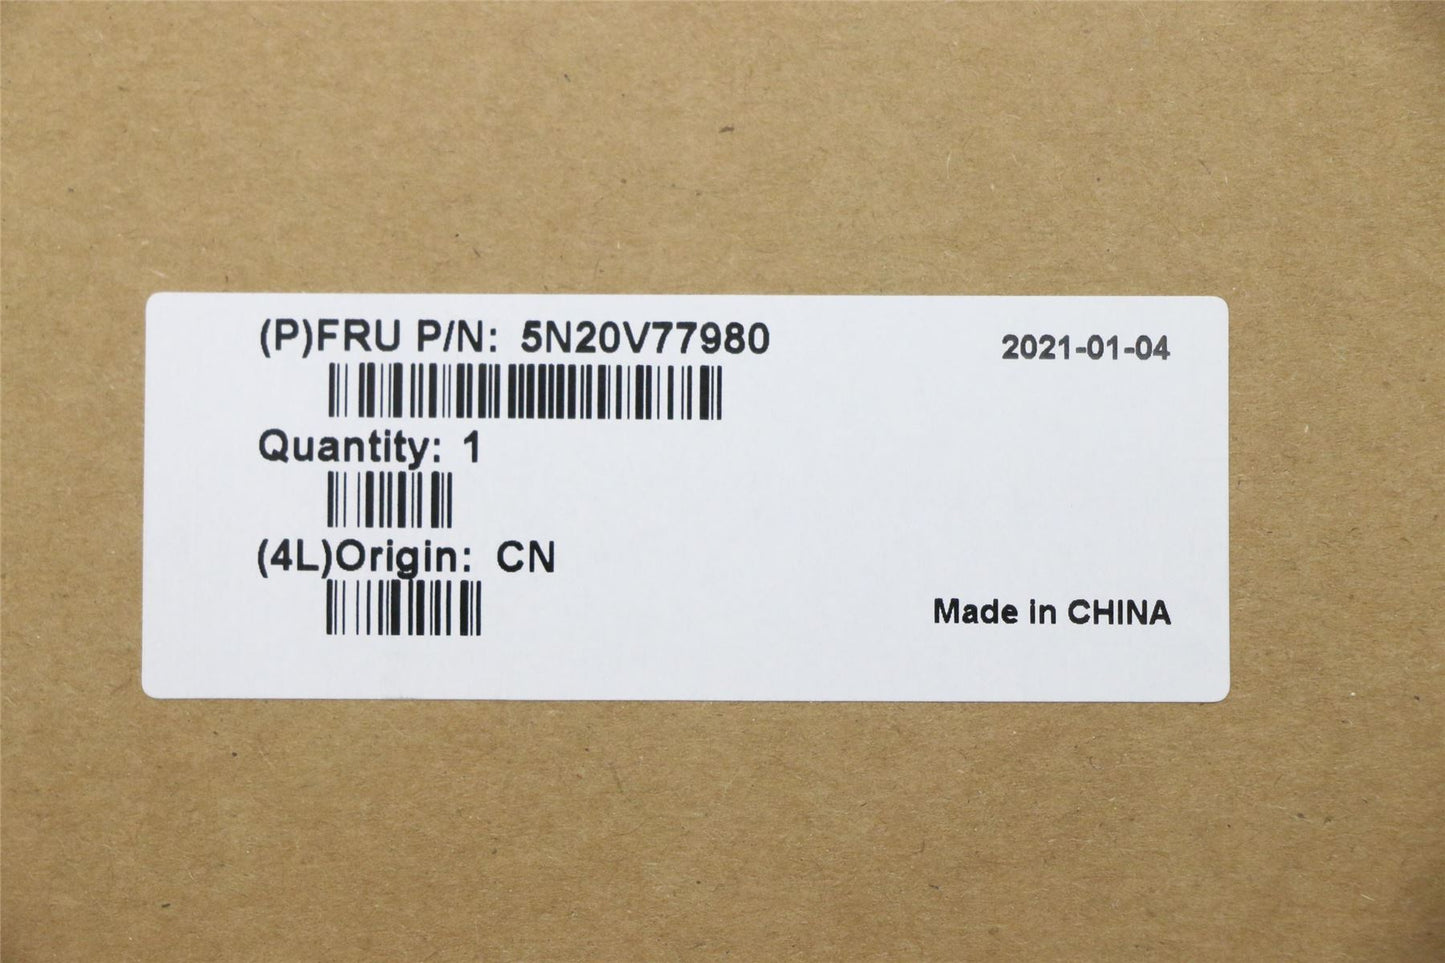 (P)FRU P/N: 5N20V77980
2021-01-04
Quantity: 1
(4L)Origin: CN
Made in CHINA